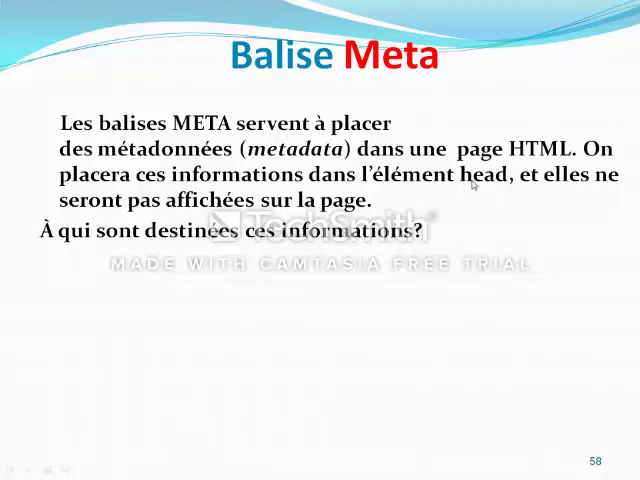 Balise Meta
Les balises META servent à placer
des métadonnées (metadata) dans une page HTML. On
placera ces informations dans l'élément head, et elles ne
seront pas affichées sur la page.
À qui sont destinées ces informations?
TechSmith®
MADE WITH CAMTASIA FREE TRIAL
58